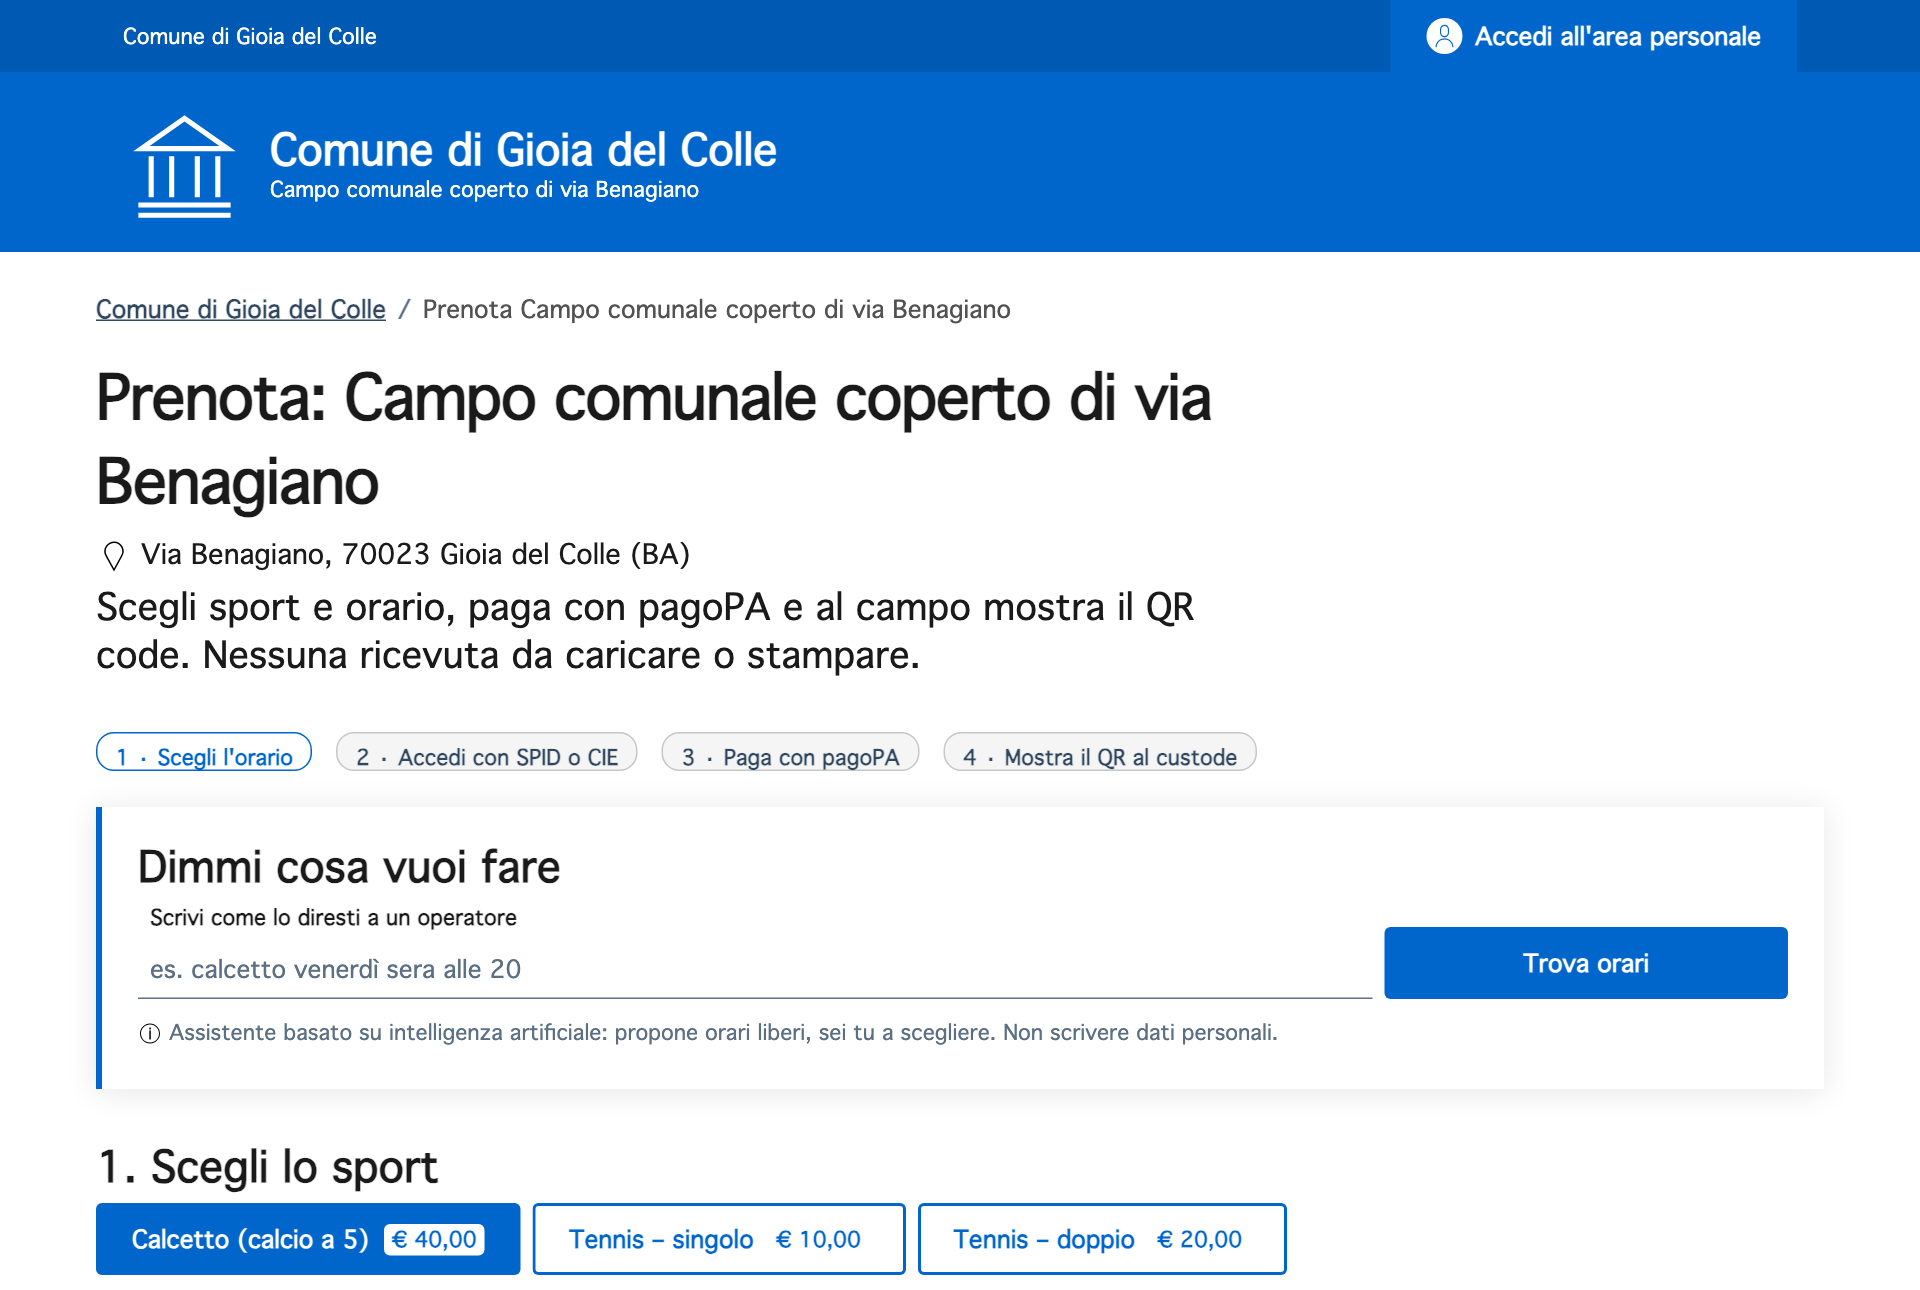 Comune di Gioia del Colle
Accedi all'area personale
Comune di Gioia del Colle
Campo comunale coperto di via Benagiano
Comune di Gioia del Colle / Prenota Campo comunale coperto di via Benagiano
Prenota: Campo comunale coperto di via
Benagiano
Via Benagiano, 70023 Gioia del Colle (BA)
Scegli sport e orario, paga con pagoPA e al campo mostra il QR
code. Nessuna ricevuta da caricare o stampare.
1 · Scegli l'orario
2 · Accedi con SPID o CIE
3 · Paga con pagoPA
4 · Mostra il QR al custode
Dimmi cosa vuoi fare
Scrivi come lo diresti a un operatore
es. calcetto venerdì sera alle 20
Trova orari
Assistente basato su intelligenza artificiale: propone orari liberi, sei tu a scegliere. Non scrivere dati personali.
1. Scegli lo sport
Calcetto (calcio a 5) € 40,00
Tennis – singolo € 10,00
Tennis – doppio € 20,00